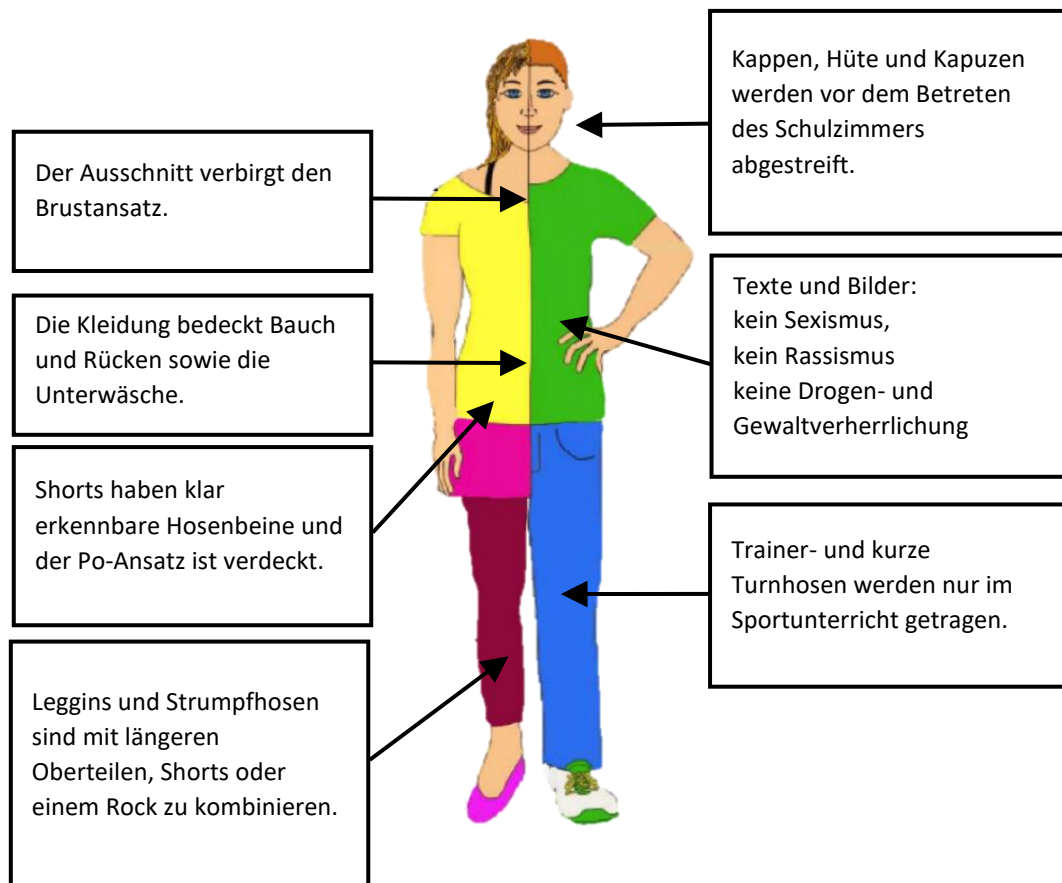 Kappen, Hüte und Kapuzen
werden vor dem Betreten
des Schulzimmers
abgestreift.
Der Ausschnitt verbirgt den
Brustansatz.
Texte und Bilder:
kein Sexismus,
kein Rassismus
keine Drogen- und
Gewaltverherrlichung
Die Kleidung bedeckt Bauch
und Rücken sowie die
Unterwäsche.
Shorts haben klar
erkennbare Hosenbeine und
der Po-Ansatz ist verdeckt.
Trainer- und kurze
Turnhosen werden nur im
Sportunterricht getragen.
Leggins und Strumpfhosen
sind mit längeren
Oberteilen, Shorts oder
einem Rock zu kombinieren.